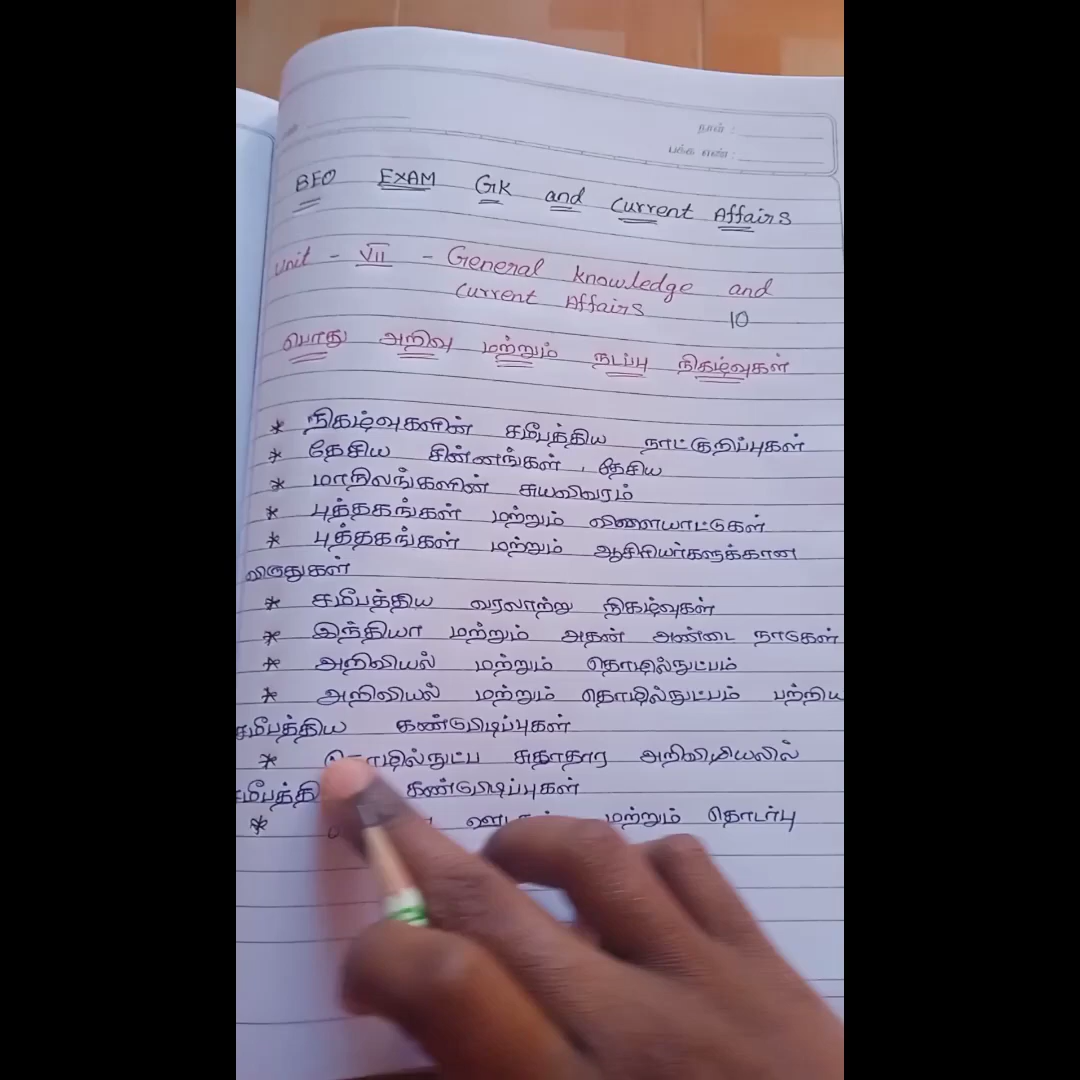 நாள் :
பக்க எண் :
BEO EXAM GK and Current Affairs
Unit - VII - General knowledge and
Current Affairs 10
பொது அறிவு மற்றும் நடப்பு நிகழ்வுகள்
* நிகழ்வுகளின் சமீபத்திய நாட்குறிப்புகள்
* தேசிய சின்னங்கள், தேசிய
* மாநிலங்களின் சுயவிவரம்
* புத்தகங்கள் மற்றும் விளையாட்டுகள்
* புத்தகங்கள் மற்றும் ஆசிரியர்களுக்கான
விருதுகள்
* சமீபத்திய வரலாற்று நிகழ்வுகள்
* இந்தியா மற்றும் அதன் அண்டை நாடுகள்
* அறிவியல் மற்றும் தொழில்நுட்பம்
* அறிவியல் மற்றும் தொழில்நுட்பம் பற்றிய
சமீபத்திய கண்டுபிடிப்புகள்
* தொழில்நுட்ப சுகாதார
கண்டுபிடிப்புகள்
* மற்றும் தொடர்பு